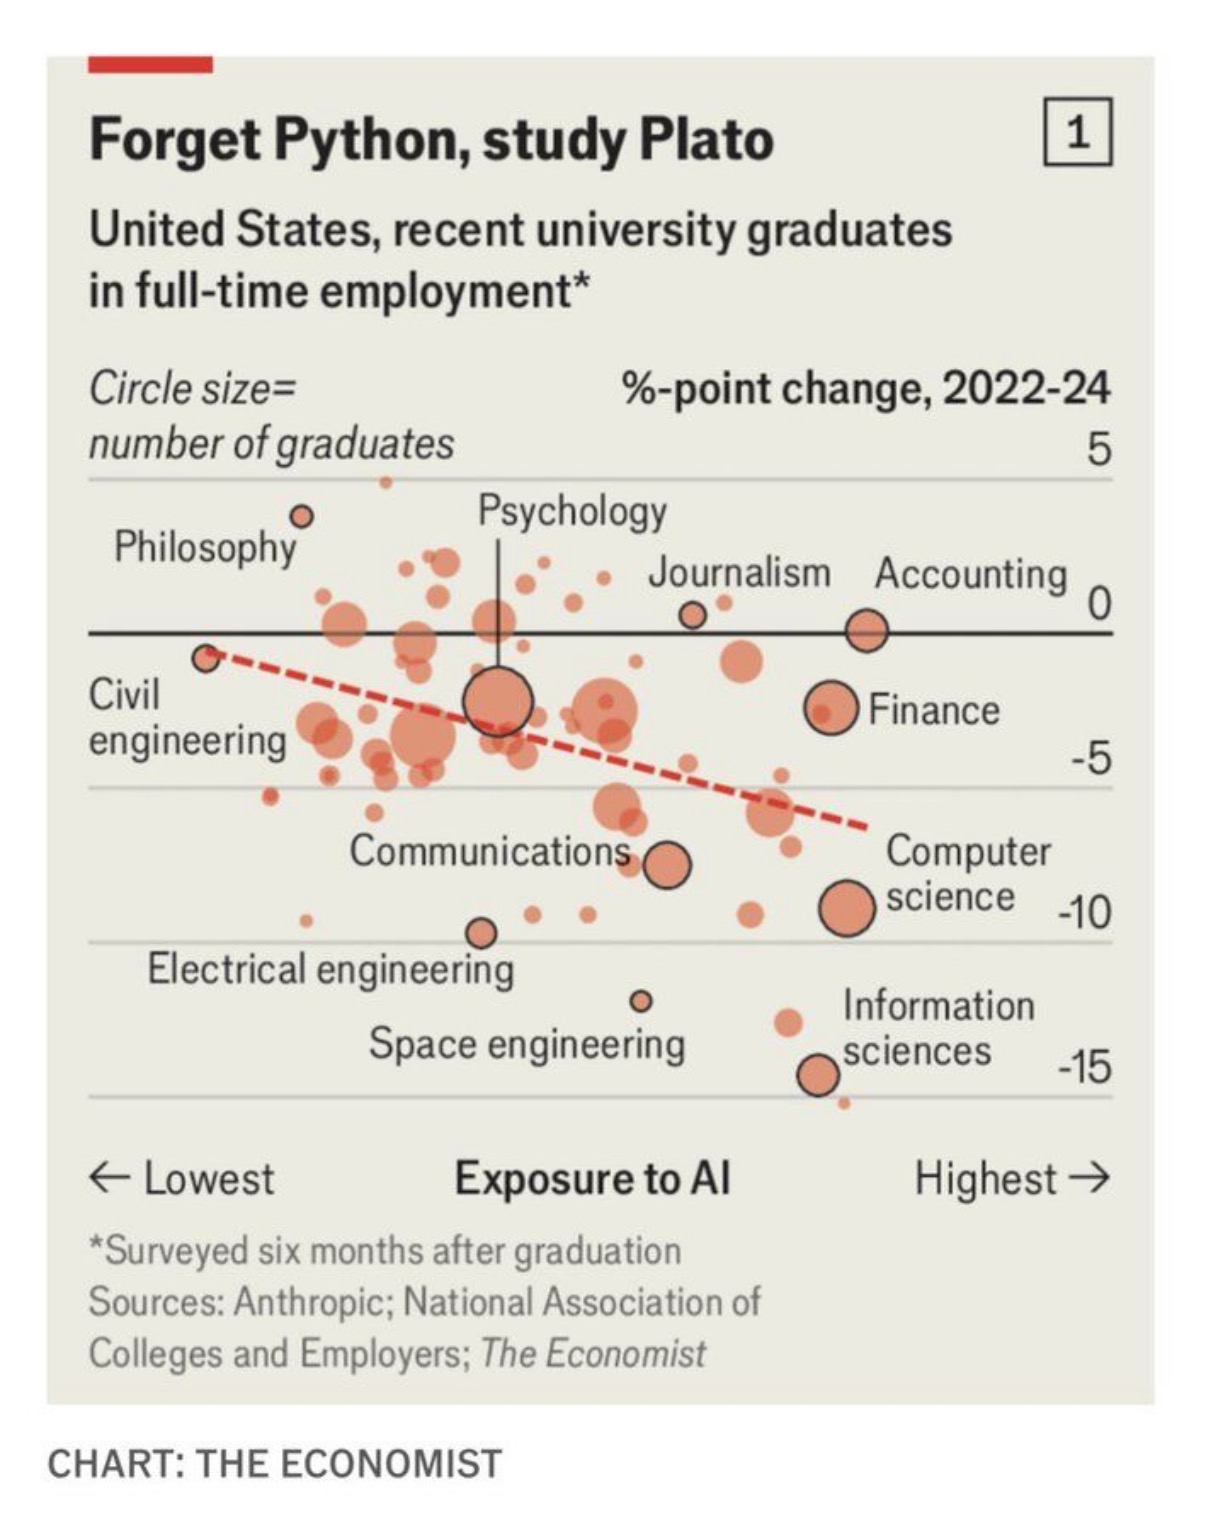 Forget Python, study Plato
1
United States, recent university graduates
in full-time employment*
Circle size=
number of graduates
%-point change, 2022-24
5
Philosophy
Psychology
Journalism
Accounting
0
Civil
engineering
Finance
-5
Communications
Computer
science
-10
Electrical engineering
Space engineering
Information
sciences
-15
← Lowest
Exposure to AI
Highest →
*Surveyed six months after graduation
Sources: Anthropic; National Association of
Colleges and Employers; The Economist
CHART: THE ECONOMIST